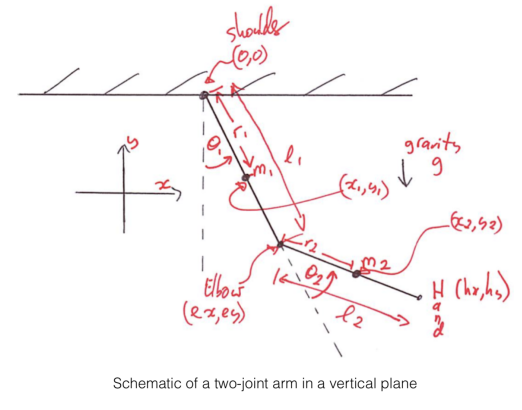 shoulder
(0,0)
θ1
r1
l1
m1
y
x
gravity
g
(x1,y1)
(x2,y2)
r2
m2
θ2
Elbow
(ex,ey)
l2
Hand
(hx,hy)
Schematic of a two-joint arm in a vertical plane